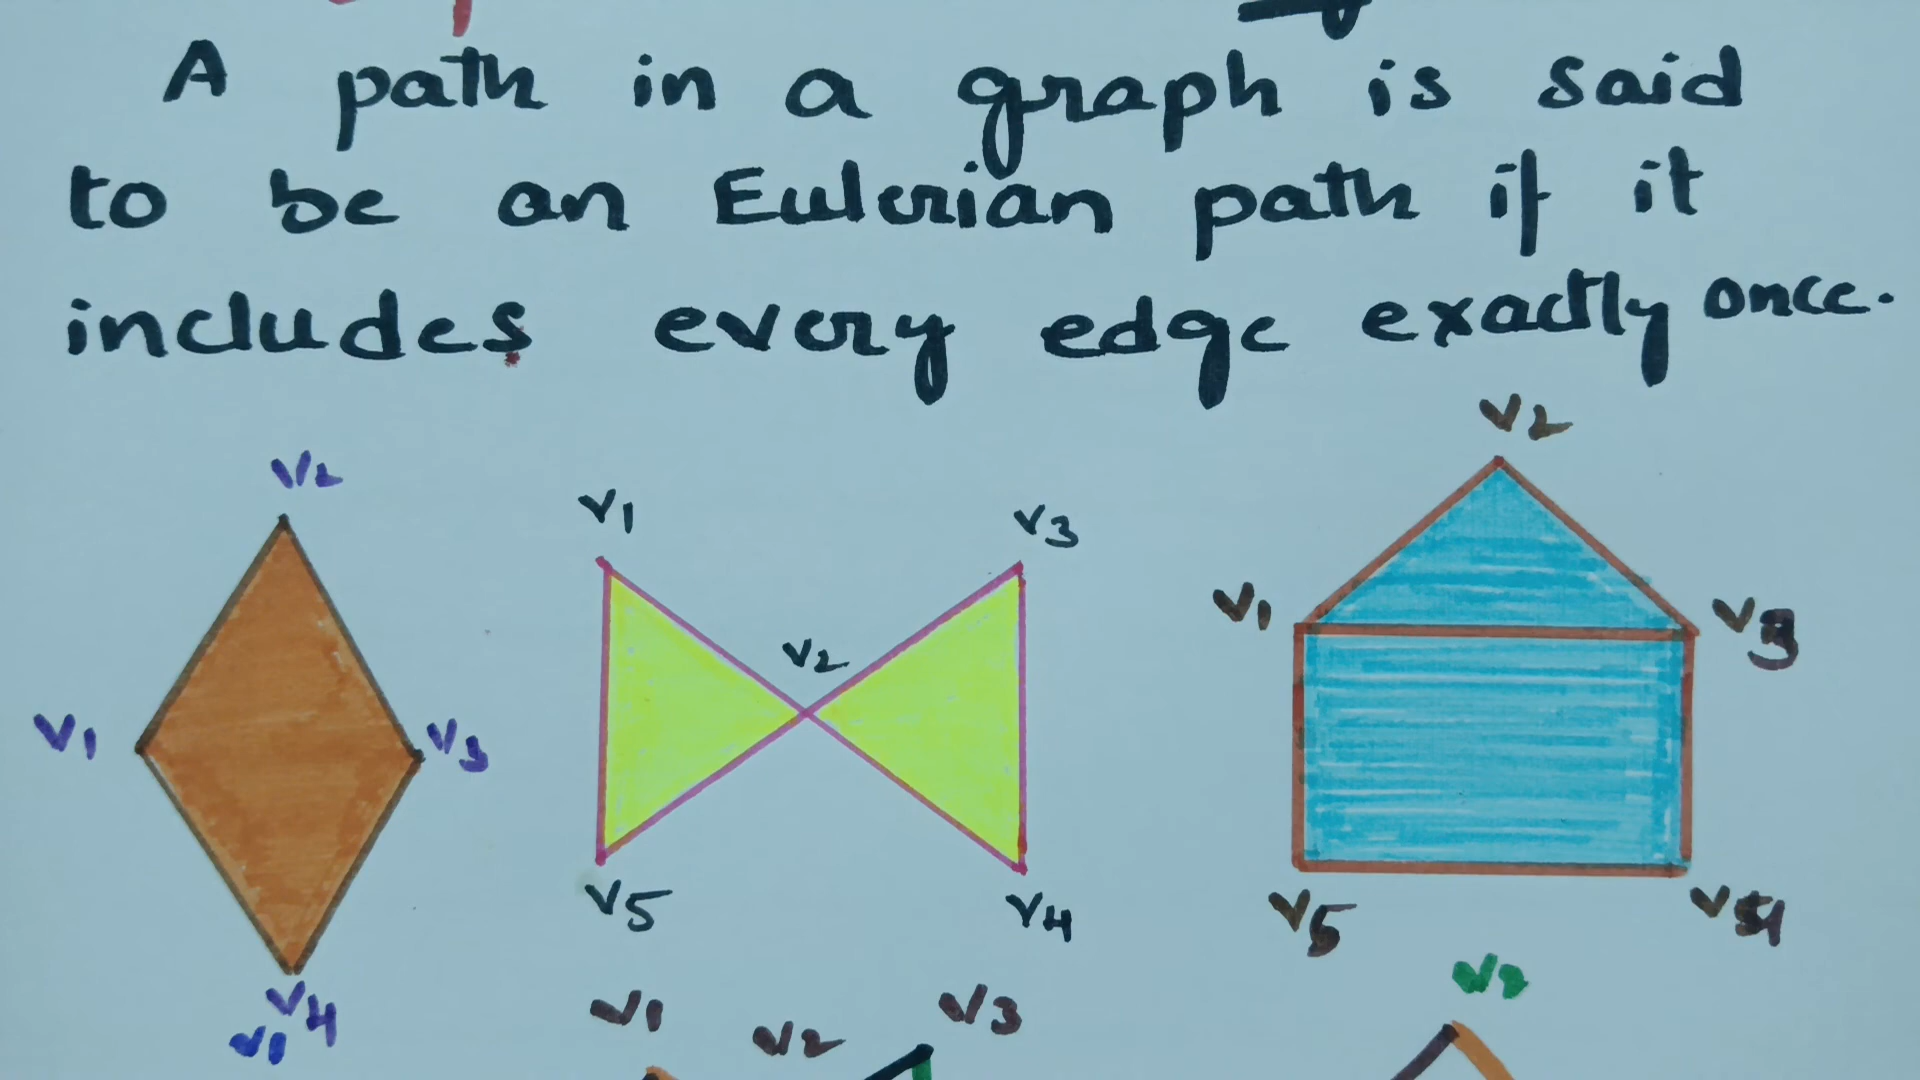 A path in a graph is said
to be an Eulerian path if it
includes every edge exactly once.
V2
V1
V3
V4
V1
V3
V2
V5
V4
V2
V1
V3
V5
V4
V1
V1
V2
V3
V2